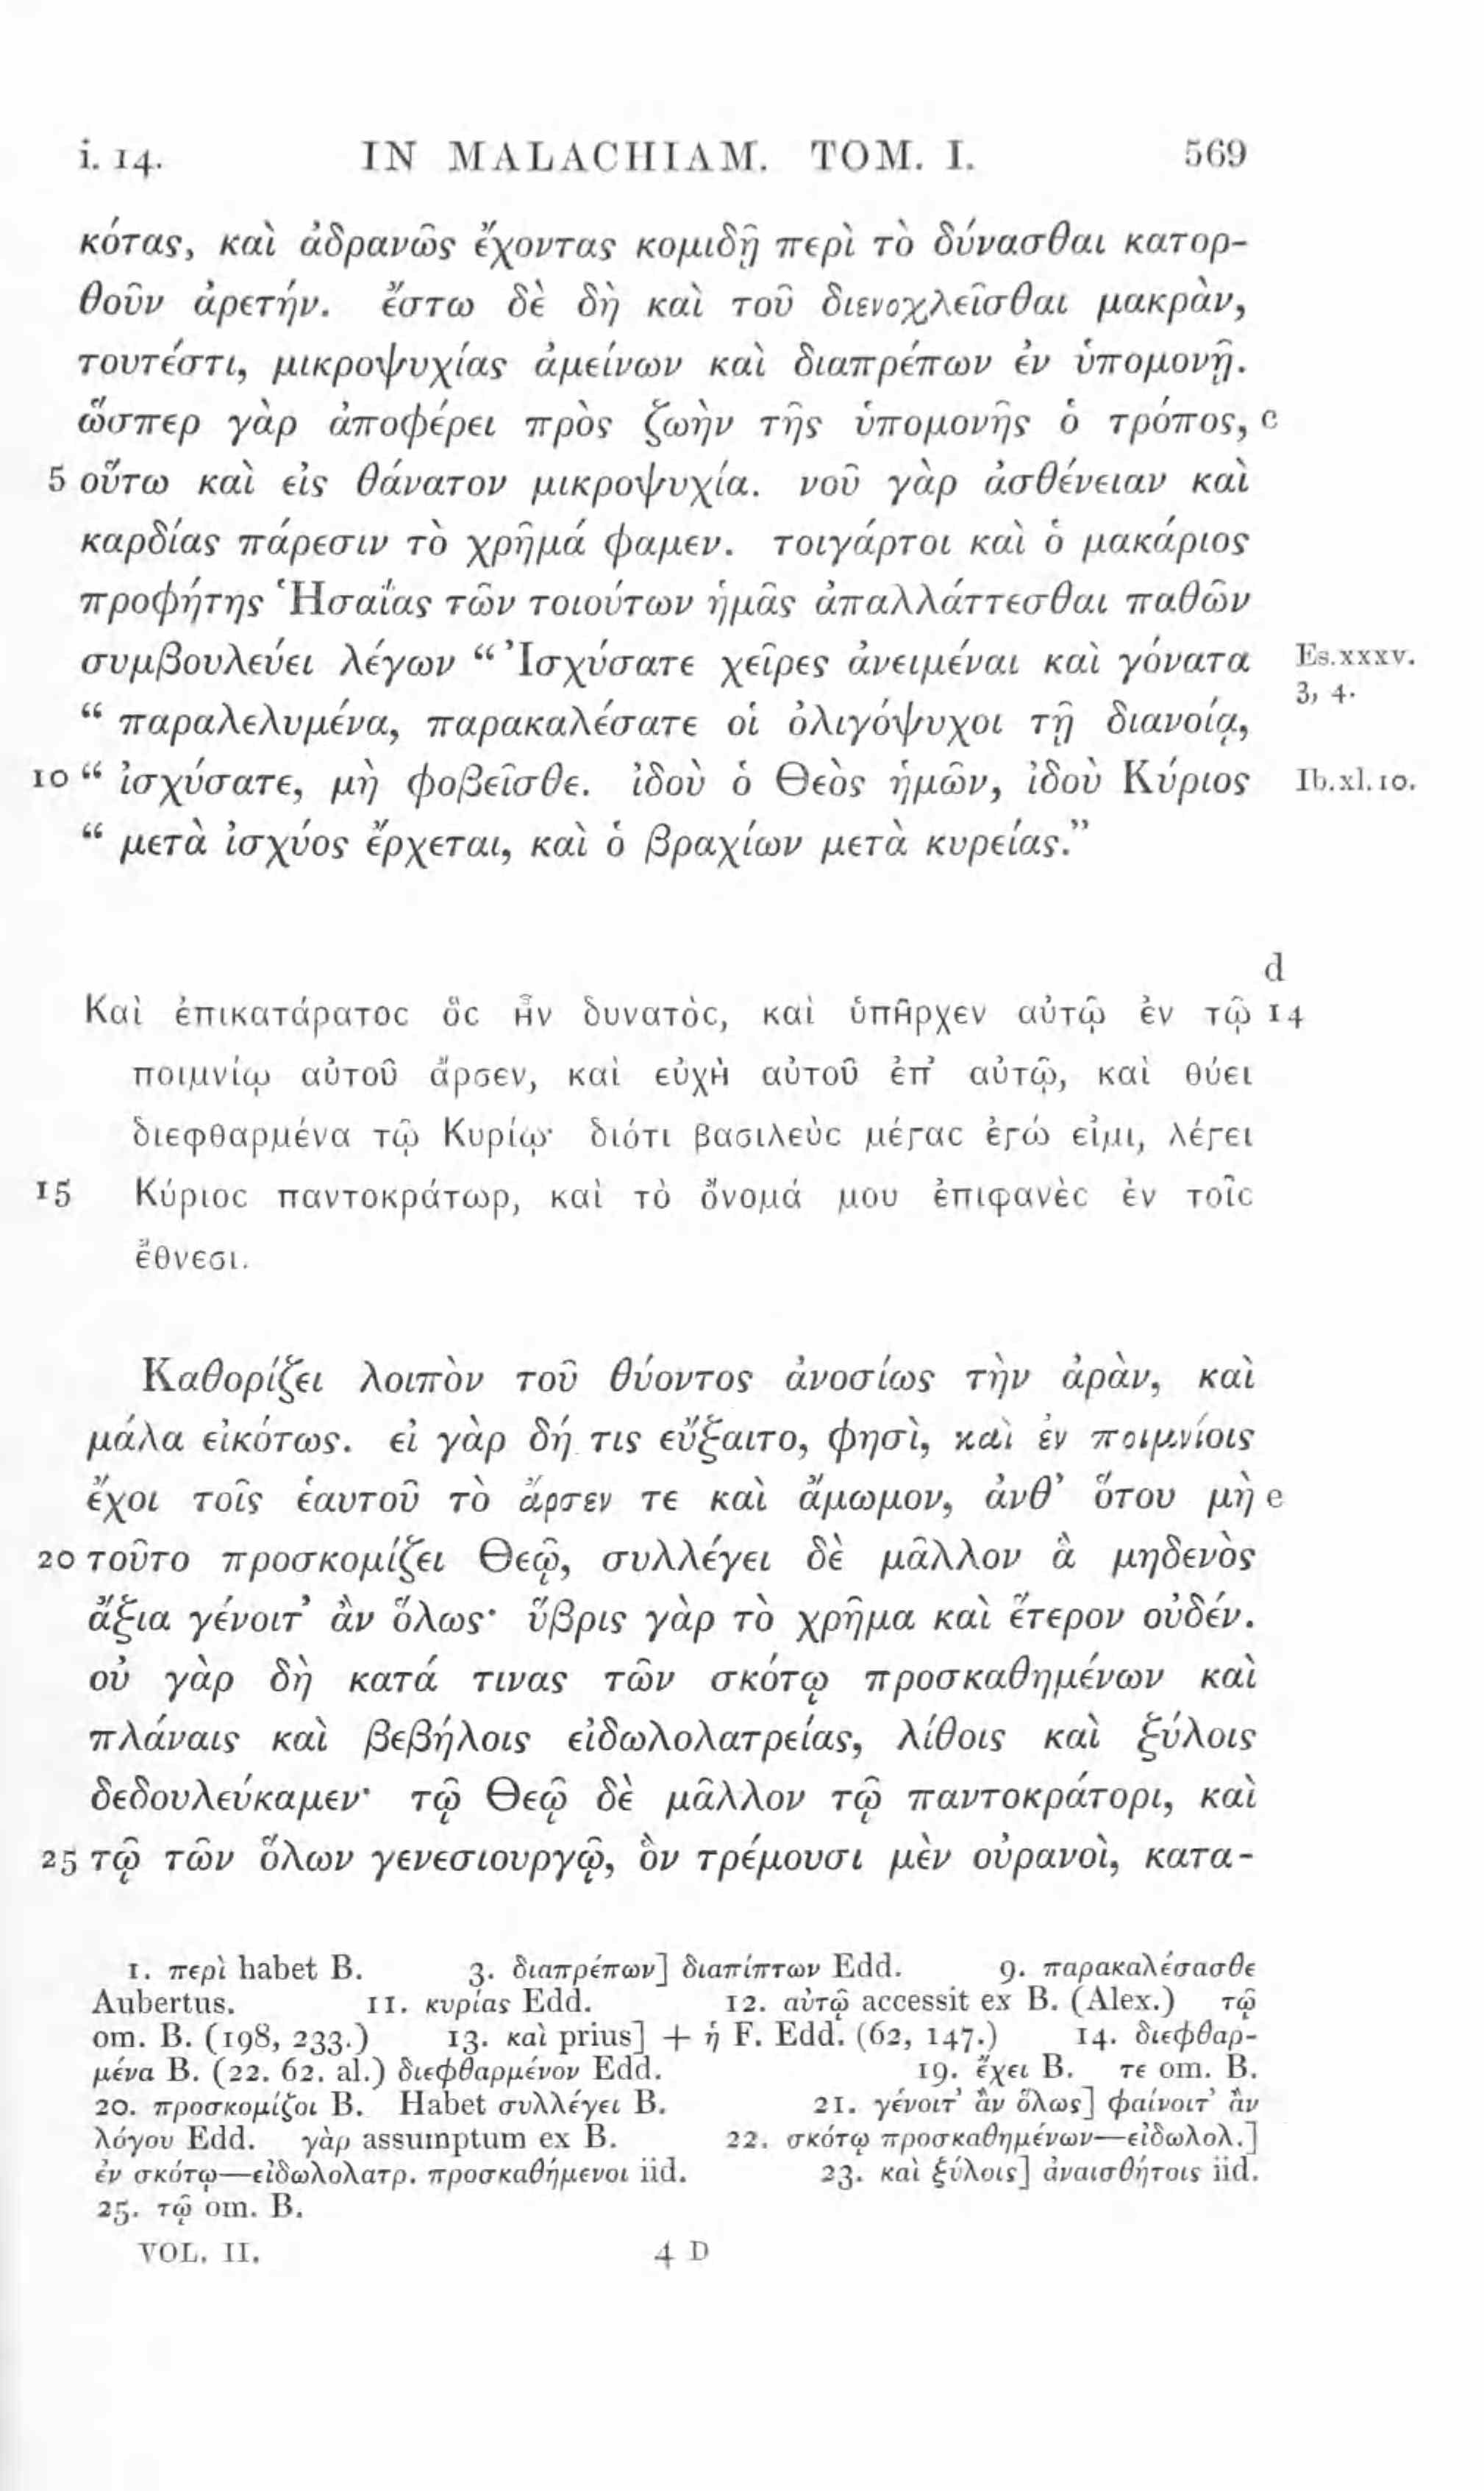 i. 14. IN MALACHIAM. TOM. I. 569
κότας, καὶ ἀδρανῶς ἔχοντας κομιδῇ περὶ τὸ δύνασθαι κατορ-
θοῦν ἀρετήν. ἔστω δὲ δὴ καὶ τοῦ διενοχλεῖσθαι μακρὰν,
τουτέστι, μικροψυχίας ἀμείνων καὶ διαπρέπων ἐν ὑπομονῇ.
ὥσπερ γὰρ ἀποφέρει πρὸς ζωὴν τῆς ὑπομονῆς ὁ τρόπος, c
5 οὕτω καὶ εἰς θάνατον μικροψυχία. νοῦ γὰρ ἀσθένειαν καὶ
καρδίας πάρεσιν τὸ χρῆμά φαμεν. τοιγάρτοι καὶ ὁ μακάριος
προφήτης Ἡσαΐας τῶν τοιούτων ἡμᾶς ἀπαλλάττεσθαι παθῶν
συμβουλεύει λέγων “ Ἰσχύσατε χεῖρες ἀνειμέναι καὶ γόνατα Es. xxxv.
3, 4.
“ παραλελυμένα, παρακαλέσατε οἱ ὀλιγόψυχοι τῇ διανοίᾳ,
10 “ ἰσχύσατε, μὴ φοβεῖσθε. ἰδοὺ ὁ Θεὸς ἡμῶν, ἰδοὺ Κύριος Ib. xl. 10.
“ μετὰ ἰσχύος ἔρχεται, καὶ ὁ βραχίων μετὰ κυρείας.”
d
Καὶ ἐπικατάρατος ὃς ἦν δυνατὸς, καὶ ὑπῆρχεν αὐτῷ ἐν τῷ 14
ποιμνίῳ αὐτοῦ ἄρσεν, καὶ εὐχὴ αὐτοῦ ἐπ’ αὐτῷ, καὶ θύει
διεφθαρμένα τῷ Κυρίῳ· διότι βασιλεὺς μέγας ἐγώ εἰμι, λέγει
15 Κύριος παντοκράτωρ, καὶ τὸ ὄνομά μου ἐπιφανὲς ἐν τοῖς
ἔθνεσι.
Καθορίζει λοιπὸν τοῦ θύοντος ἀνοσίως τὴν ἀρὰν, καὶ
μάλα εἰκότως. εἰ γὰρ δή τις εὔξαιτο, φησὶ, καὶ ἐν ποιμνίοις
ἔχοι τοῖς ἑαυτοῦ τὸ ἄρσεν τε καὶ ἄμωμον, ἀνθ’ ὅτου μὴ e
20 τοῦτο προσκομίζει Θεῷ, συλλέγει δὲ μᾶλλον ἃ μηδενὸς
ἄξια γένοιτ’ ἂν ὅλως· ὕβρις γὰρ τὸ χρῆμα καὶ ἕτερον οὐδέν.
οὐ γὰρ δὴ κατά τινας τῶν σκότῳ προσκαθημένων καὶ
πλάναις καὶ βεβήλοις εἰδωλολατρείας, λίθοις καὶ ξύλοις
δεδουλεύκαμεν· τῷ Θεῷ δὲ μᾶλλον τῷ παντοκράτορι, καὶ
25 τῷ τῶν ὅλων γενεσιουργῷ, ὃν τρέμουσι μὲν οὐρανοὶ, κατα-
1. περὶ habet B. 3. διαπρέπων] διαπίπτων Edd. 9. παρακαλέσασθε
Aubertus. 11. κυρίας Edd. 12. αὐτῷ accessit ex B. (Alex.) τῷ
om. B. (198, 233.) 13. καὶ prius] + ἡ F. Edd. (62, 147.) 14. διεφθαρ-
μένα B. (22. 62. al.) διεφθαρμένον Edd. 19. ἔχει B. τε om. B.
20. προσκομίζοι B. Habet συλλέγει B. 21. γένοιτ’ ἂν ὅλως] φαίνοιτ’ ἂν
λόγου Edd. γὰρ assumptum ex B. 22. σκότῳ προσκαθημένων—εἰδωλολ.]
ἐν σκότῳ—εἰδωλολατρ. προσκαθήμενοι iid. 23. καὶ ξύλοις] ἀναισθήτοις iid.
25. τῷ om. B.
VOL. II. 4 D